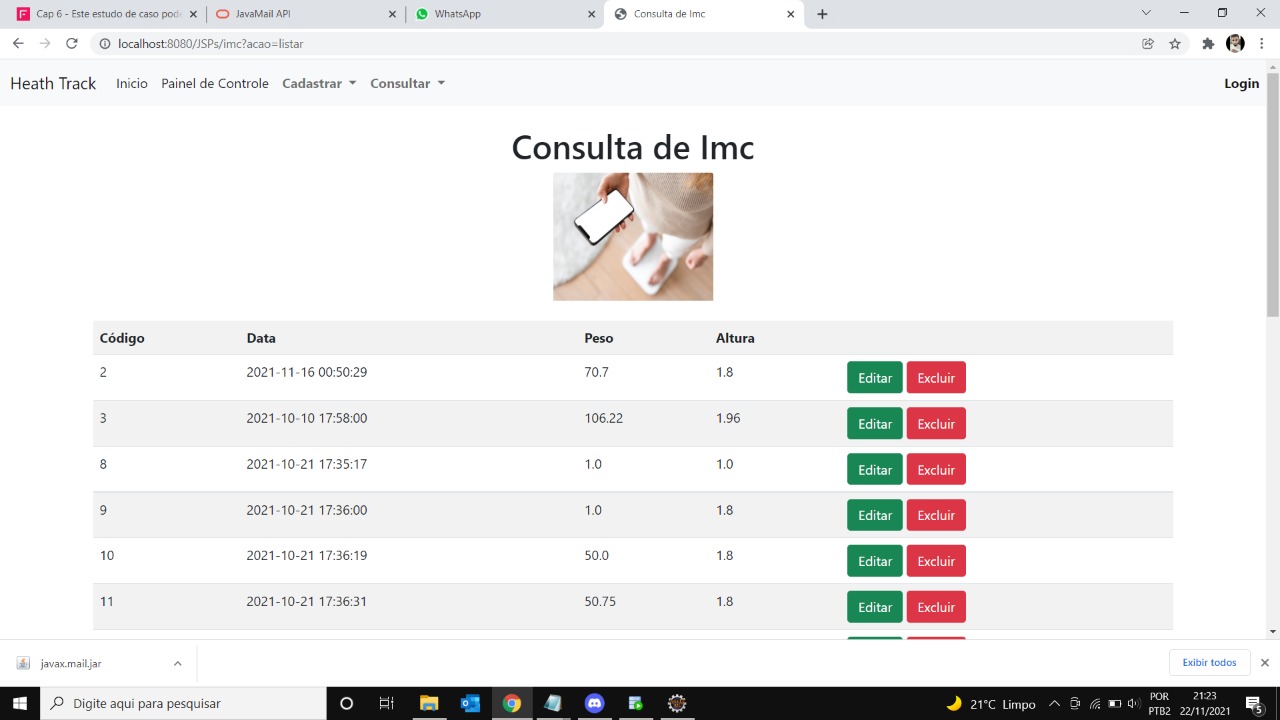 Cap 6 - Este estudo de caso pode
JavaMail API
WhatsApp
Consulta de Imc
localhost:8080/JSPs/imc?acao=listar
Heath Track Inicio Painel de Controle Cadastrar Consultar Login
Consulta de Imc
Código Data Peso Altura
2 2021-11-16 00:50:29 70.7 1.8 Editar Excluir
3 2021-10-10 17:58:00 106.22 1.96 Editar Excluir
8 2021-10-21 17:35:17 1.0 1.0 Editar Excluir
9 2021-10-21 17:36:00 1.0 1.8 Editar Excluir
10 2021-10-21 17:36:19 50.0 1.8 Editar Excluir
11 2021-10-21 17:36:31 50.75 1.8 Editar Excluir
javax.mail.jar Exibir todos
Digite aqui para pesquisar
21°C Limpo
POR
PTB2
21:23
22/11/2021
5